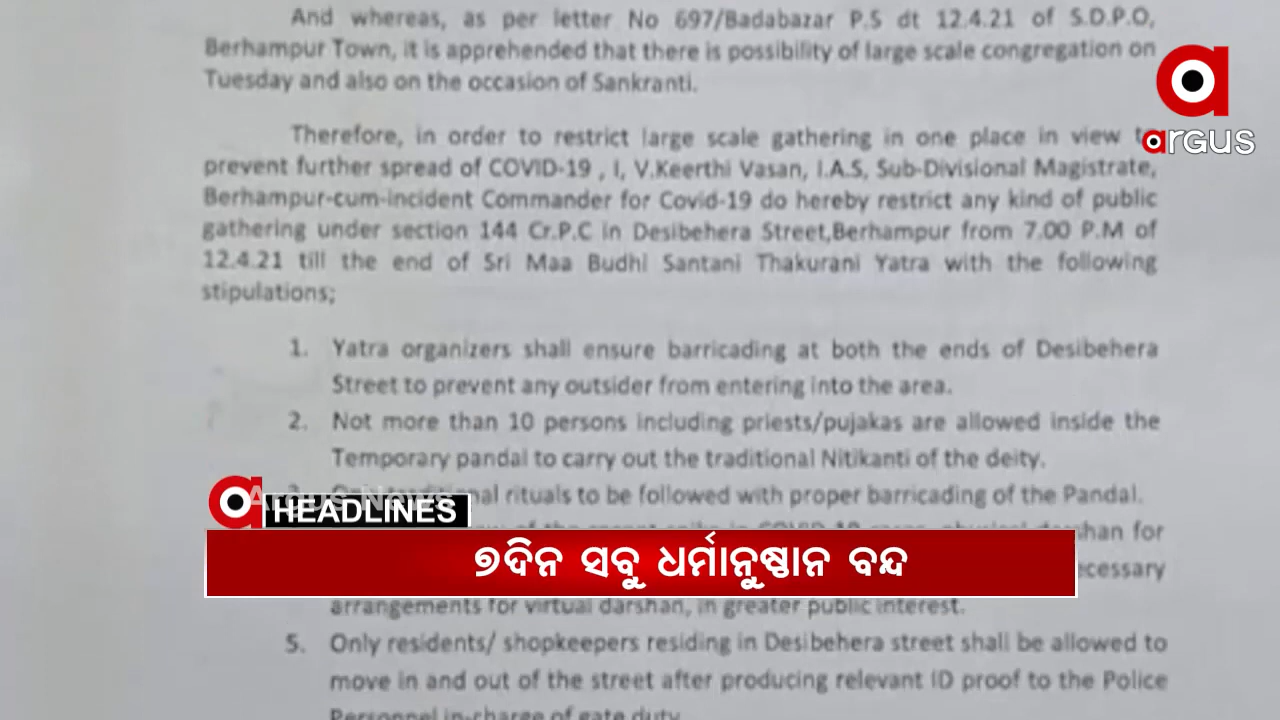 And whereas, as per letter No 697/Badabazar P.S dt 12.4.21 of S.D.P.O,
Berhampur Town, it is apprehended that there is possibility of large scale congregation on
Tuesday and also on the occasion of Sankranti.
argus
Therefore, in order to restrict large scale gathering in one place in view
prevent further spread of COVID-19 , I, V.Keerthi Vasan, I.A.S, Sub-Divisional Magistrate,
Berhampur-cum-incident Commander for Covid-19 do hereby restrict any kind of public
gathering under section 144 Cr.P.C in Desibehera Street,Berhampur from 7.00 P.M of
12.4.21 till the end of Sri Maa Budhi Santani Thakurani Yatra with the following
stipulations;
1. Yatra organizers shall ensure barricading at both the ends of Desibehera
Street to prevent any outsider from entering into the area.
2. Not more than 10 persons including priests/pujakas are allowed inside the
Temporary pandal to carry out the traditional Nitikanti of the deity.
rituals to be followed with proper barricading of the Pandal.
Argus News
HEADLINES
for
୭ଦିନ ସବୁ ଧର୍ମାନୁଷ୍ଠାନ ବନ୍ଦ
arrangements for virtual darshan, in greater public interest.
5. Only residents/ shopkeepers residing in Desibehera street shall be allowed to
move in and out of the street after producing relevant ID proof to the Police
Personnel in-charge of gate duty